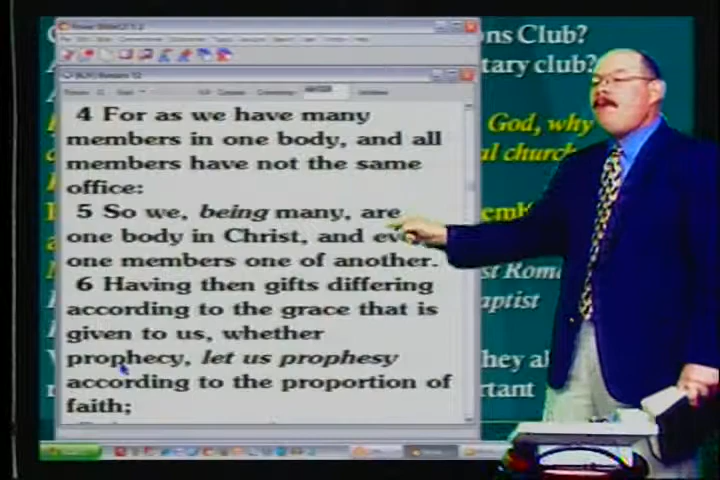 ons Club?
tary club?
God, why
al church
emb
st Rom
aptist
hey al
rtant
4 For as we have many
members in one body, and all
members have not the same
office:
5 So we, being many, are
one body in Christ, and ev
one members one of another.
6 Having then gifts differing
according to the grace that is
given to us, whether
prophecy, let us prophesy
according to the proportion of
faith;